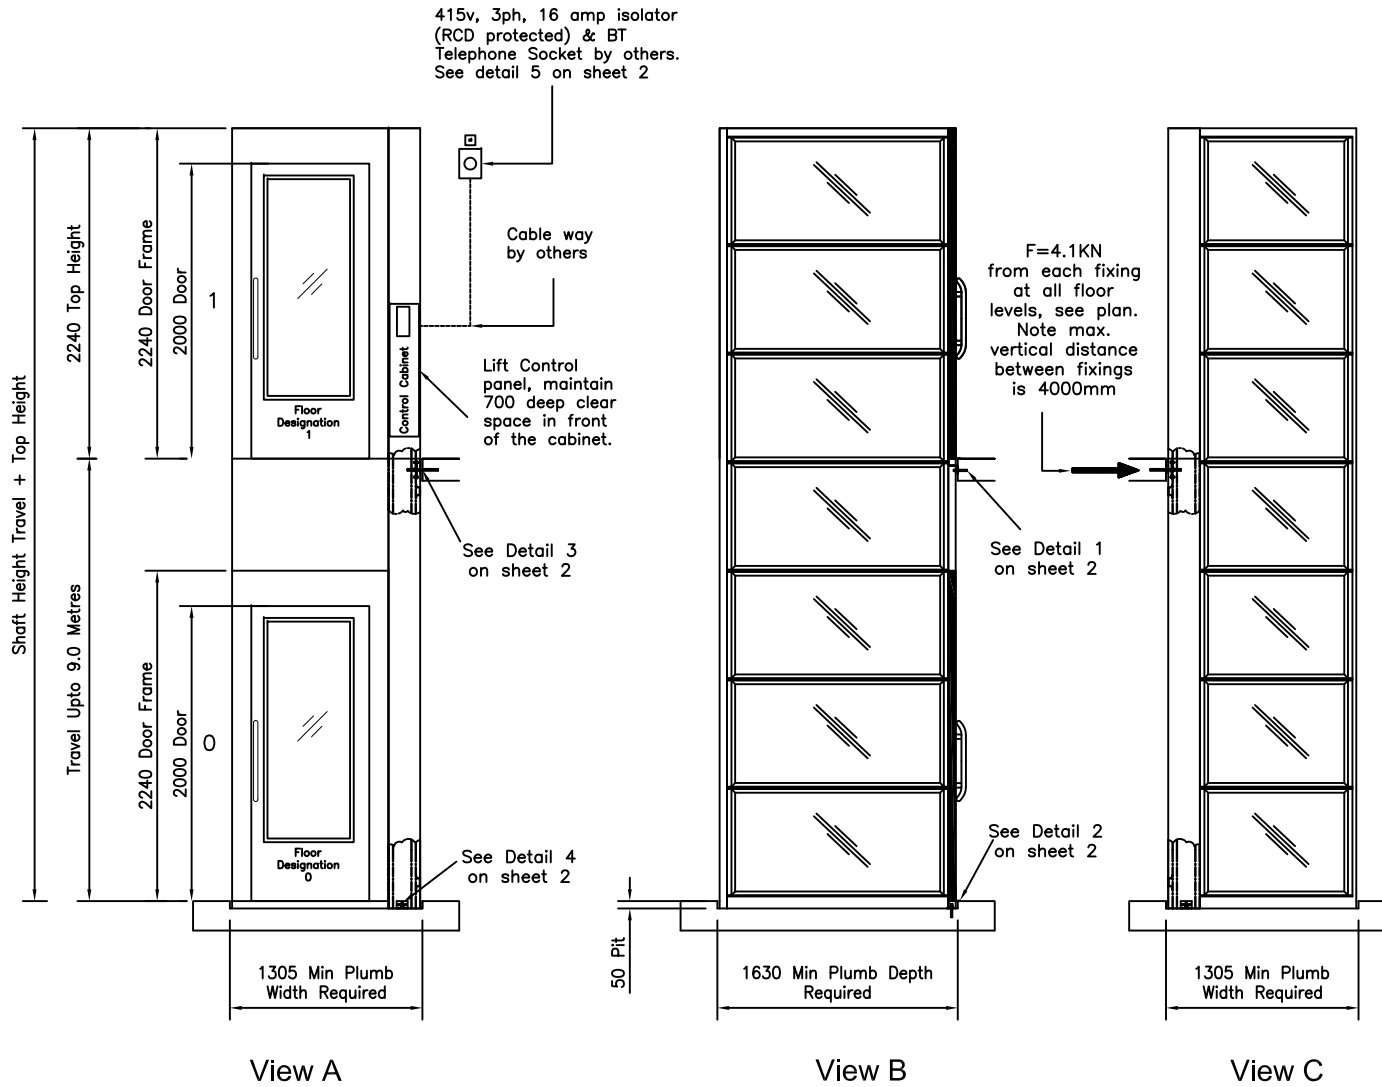 415v, 3ph, 16 amp isolator
(RCD protected) & BT
Telephone Socket by others.
See detail 5 on sheet 2
Shaft Height Travel + Top Height
2240 Top Height
2240 Door Frame
2000 Door
1
Floor
Designation
1
Control Cabinet
Cable way
by others
Lift Control
panel, maintain
700 deep clear
space in front
of the cabinet.
See Detail 3
on sheet 2
Travel Upto 9.0 Metres
2240 Door Frame
2000 Door
0
Floor
Designation
0
See Detail 4
on sheet 2
1305 Min Plumb
Width Required
View A
F=4.1KN
from each fixing
at all floor
levels, see plan.
Note max.
vertical distance
between fixings
is 4000mm
See Detail 1
on sheet 2
See Detail 2
on sheet 2
50 Pit
1630 Min Plumb Depth
Required
View B
1305 Min Plumb
Width Required
View C